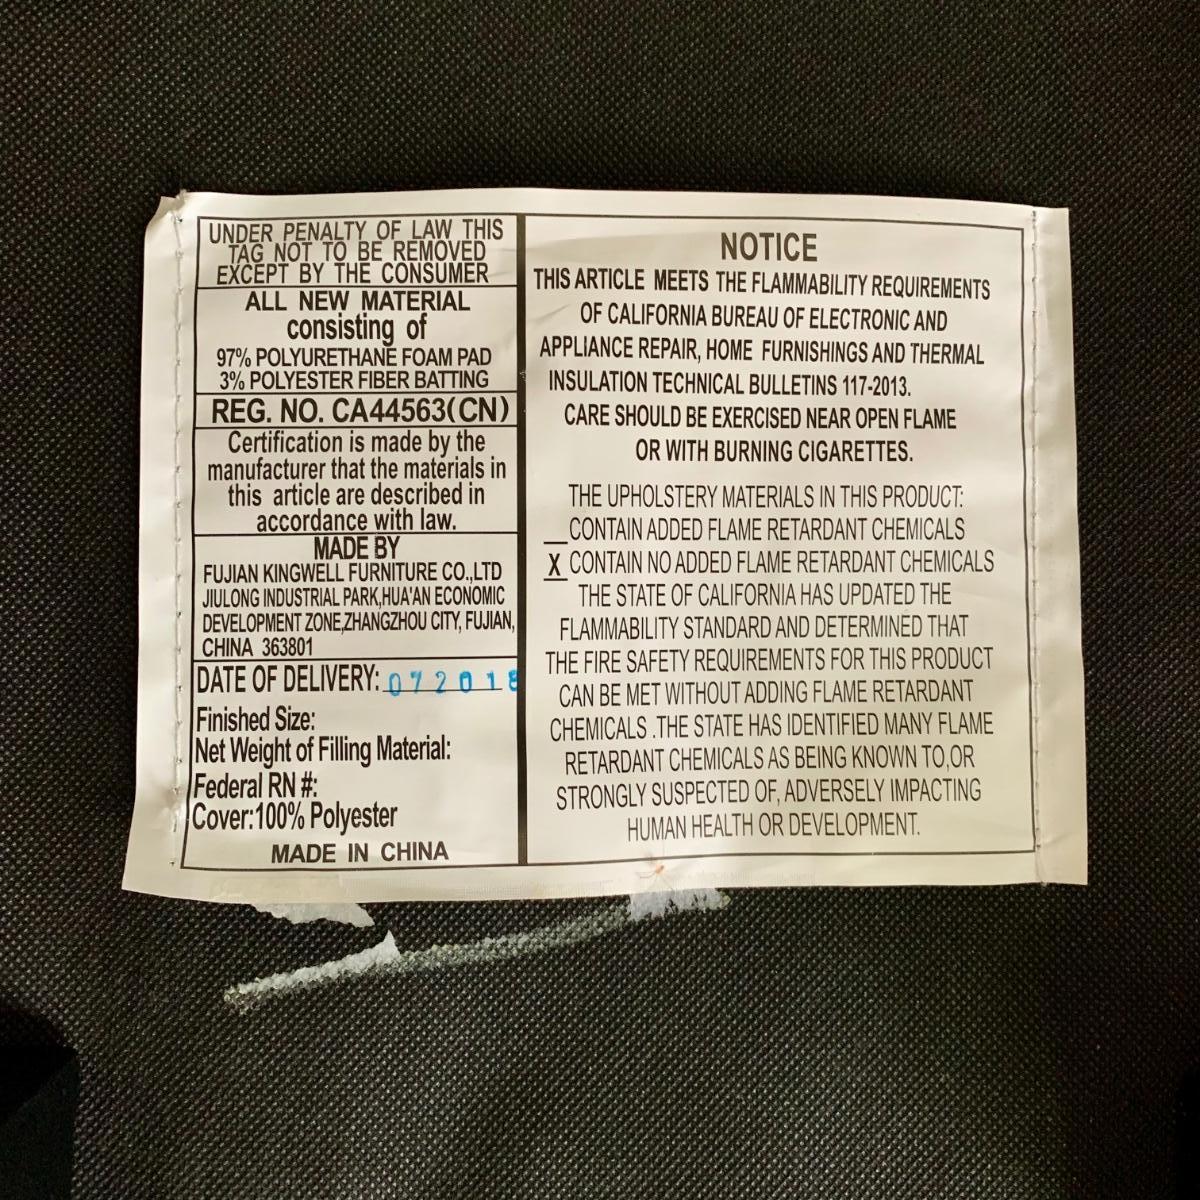 UNDER PENALTY OF LAW THIS
TAG NOT TO BE REMOVED
EXCEPT BY THE CONSUMER
ALL NEW MATERIAL
consisting of
97% POLYURETHANE FOAM PAD
3% POLYESTER FIBER BATTING
REG. NO. CA44563(CN)
Certification is made by the
manufacturer that the materials in
this article are described in
accordance with law.
MADE BY
FUJIAN KINGWELL FURNITURE CO.,LTD
JIULONG INDUSTRIAL PARK,HUA'AN ECONOMIC
DEVELOPMENT ZONE,ZHANGZHOU CITY, FUJIAN,
CHINA 363801
DATE OF DELIVERY: 072018
Finished Size:
Net Weight of Filling Material:
Federal RN #:
Cover:100% Polyester
MADE IN CHINA
NOTICE
THIS ARTICLE MEETS THE FLAMMABILITY REQUIREMENTS
OF CALIFORNIA BUREAU OF ELECTRONIC AND
APPLIANCE REPAIR, HOME FURNISHINGS AND THERMAL
INSULATION TECHNICAL BULLETINS 117-2013.
CARE SHOULD BE EXERCISED NEAR OPEN FLAME
OR WITH BURNING CIGARETTES.
THE UPHOLSTERY MATERIALS IN THIS PRODUCT:
__CONTAIN ADDED FLAME RETARDANT CHEMICALS
X CONTAIN NO ADDED FLAME RETARDANT CHEMICALS
THE STATE OF CALIFORNIA HAS UPDATED THE
FLAMMABILITY STANDARD AND DETERMINED THAT
THE FIRE SAFETY REQUIREMENTS FOR THIS PRODUCT
CAN BE MET WITHOUT ADDING FLAME RETARDANT
CHEMICALS .THE STATE HAS IDENTIFIED MANY FLAME
RETARDANT CHEMICALS AS BEING KNOWN TO,OR
STRONGLY SUSPECTED OF, ADVERSELY IMPACTING
HUMAN HEALTH OR DEVELOPMENT.